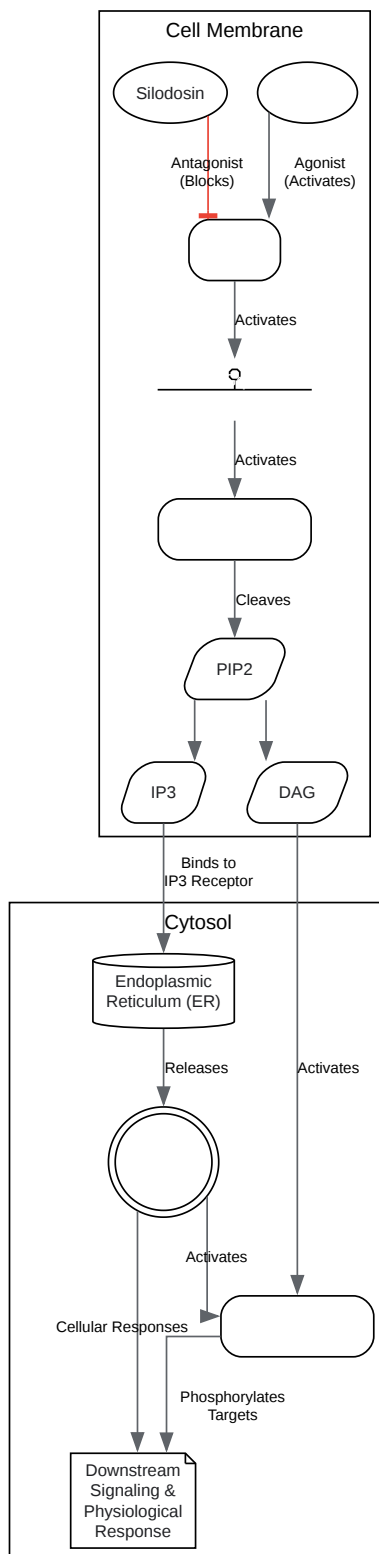 Cell Membrane
Silodosin
Antagonist
(Blocks)
Agonist
(Activates)
Activates
Activates
Cleaves
PIP2
IP3
DAG
Binds to
IP3 Receptor
Cytosol
Endoplasmic
Reticulum (ER)
Releases
Activates
Activates
Cellular Responses
Phosphorylates
Targets
Downstream
Signaling &
Physiological
Response